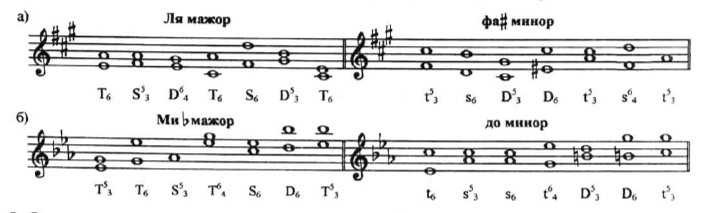 а) Ля мажор фа# минор
T₆ S⁵₃ D⁶₄ T₆ S₆ D⁵₃ T₆ t⁵₃ s₆ D⁵₃ D₆ t⁵₃ s⁶₄ t⁵₃
б) Ми♭мажор до минор
T⁵₃ T₆ S⁵₃ T⁶₄ S₆ D₆ T⁵₃ t₆ s⁵₃ s₆ t⁶₄ D⁵₃ D₆ t⁵₃